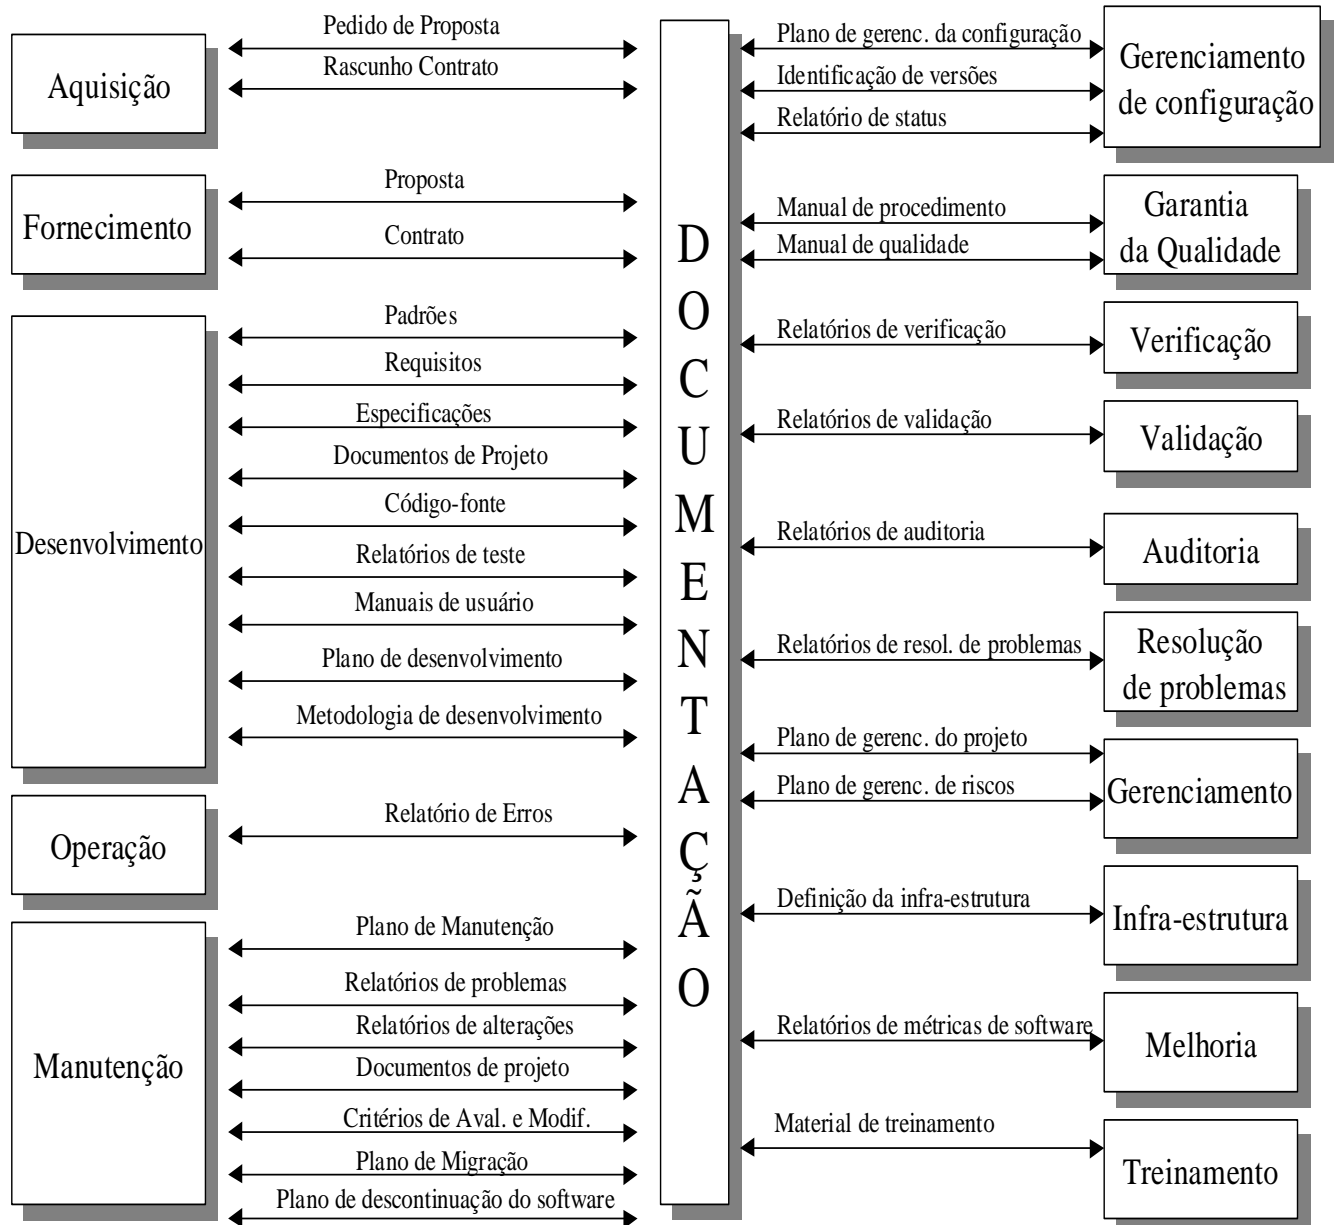 Aquisição
Pedido de Proposta
Rascunho Contrato
Fornecimento
Proposta
Contrato
Desenvolvimento
Padrões
Requisitos
Especificações
Documentos de Projeto
Código-fonte
Relatórios de teste
Manuais de usuário
Plano de desenvolvimento
Metodologia de desenvolvimento
Operação
Relatório de Erros
Manutenção
Plano de Manutenção
Relatórios de problemas
Relatórios de alterações
Documentos de projeto
Critérios de Aval. e Modif.
Plano de Migração
Plano de descontinuação do software
D
O
C
U
M
E
N
T
A
Ç
Ã
O
Plano de gerenc. da configuração
Identificação de versões
Relatório de status
Gerenciamento
de configuração
Manual de procedimento
Manual de qualidade
Garantia
da Qualidade
Relatórios de verificação
Verificação
Relatórios de validação
Validação
Relatórios de auditoria
Auditoria
Relatórios de resol. de problemas
Resolução
de problemas
Plano de gerenc. do projeto
Plano de gerenc. de riscos
Gerenciamento
Definição da infra-estrutura
Infra-estrutura
Relatórios de métricas de software
Melhoria
Material de treinamento
Treinamento